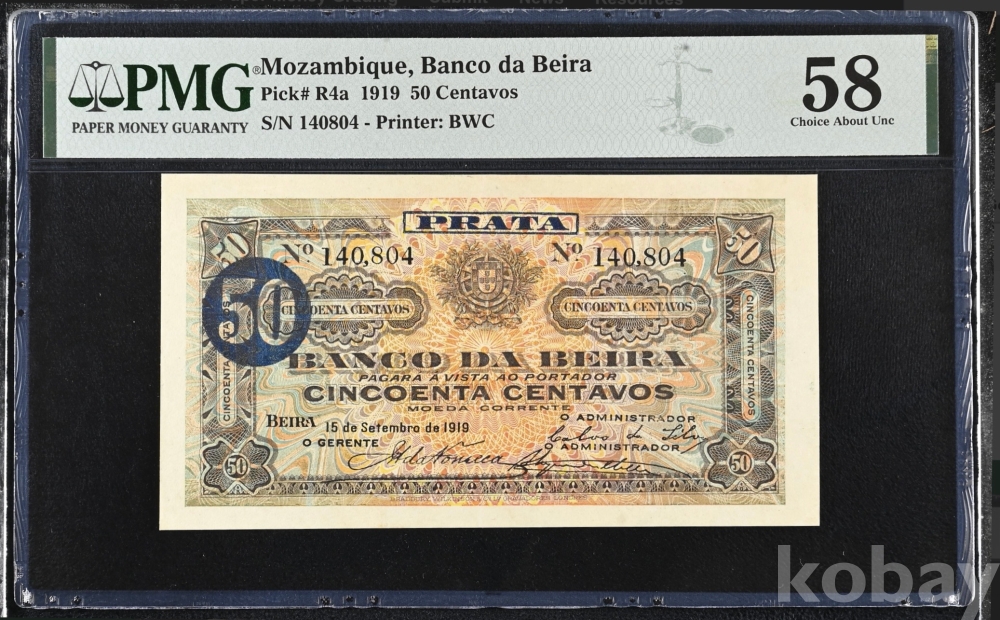 PMG®
PAPER MONEY GUARANTY
Mozambique, Banco da Beira
Pick# R4a 1919 50 Centavos
S/N 140804 - Printer: BWC
58
Choice About Unc
PRATA
50
50
Nº 140,804
Nº 140,804
50
CINCOENTA CENTAVOS
CINCOENTA CENTAVOS
CINCOENTA CENTAVOS
CINCOENTA CENTAVOS
BANCO DA BEIRA
PAGARÁ Á VISTA AO PORTADOR
CINCOENTA CENTAVOS
MOEDA CORRENTE
BEIRA 15 de Setembro de 1919
O ADMINISTRADOR
O GERENTE
O ADMINISTRADOR
50
50
kobay